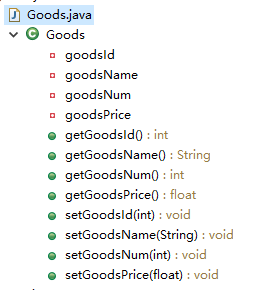 Goods.java
Goods
goodsId
goodsName
goodsNum
goodsPrice
getGoodsId() : int
getGoodsName() : String
getGoodsNum() : int
getGoodsPrice() : float
setGoodsId(int) : void
setGoodsName(String) : void
setGoodsNum(int) : void
setGoodsPrice(float) : void